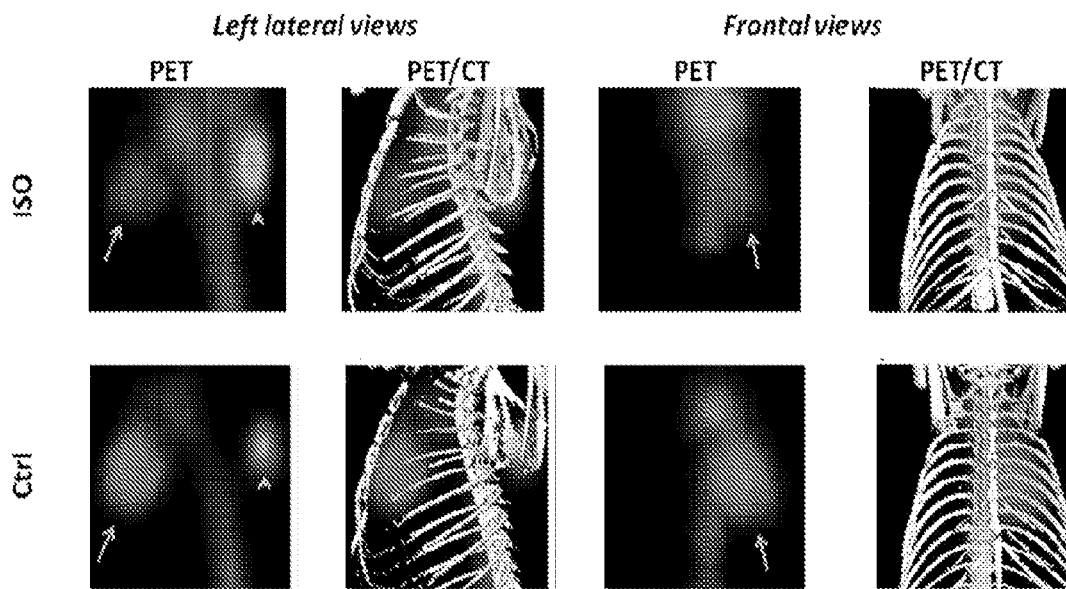 Left lateral views Frontal views
PET PET/CT PET PET/CT
ISO
Ctrl